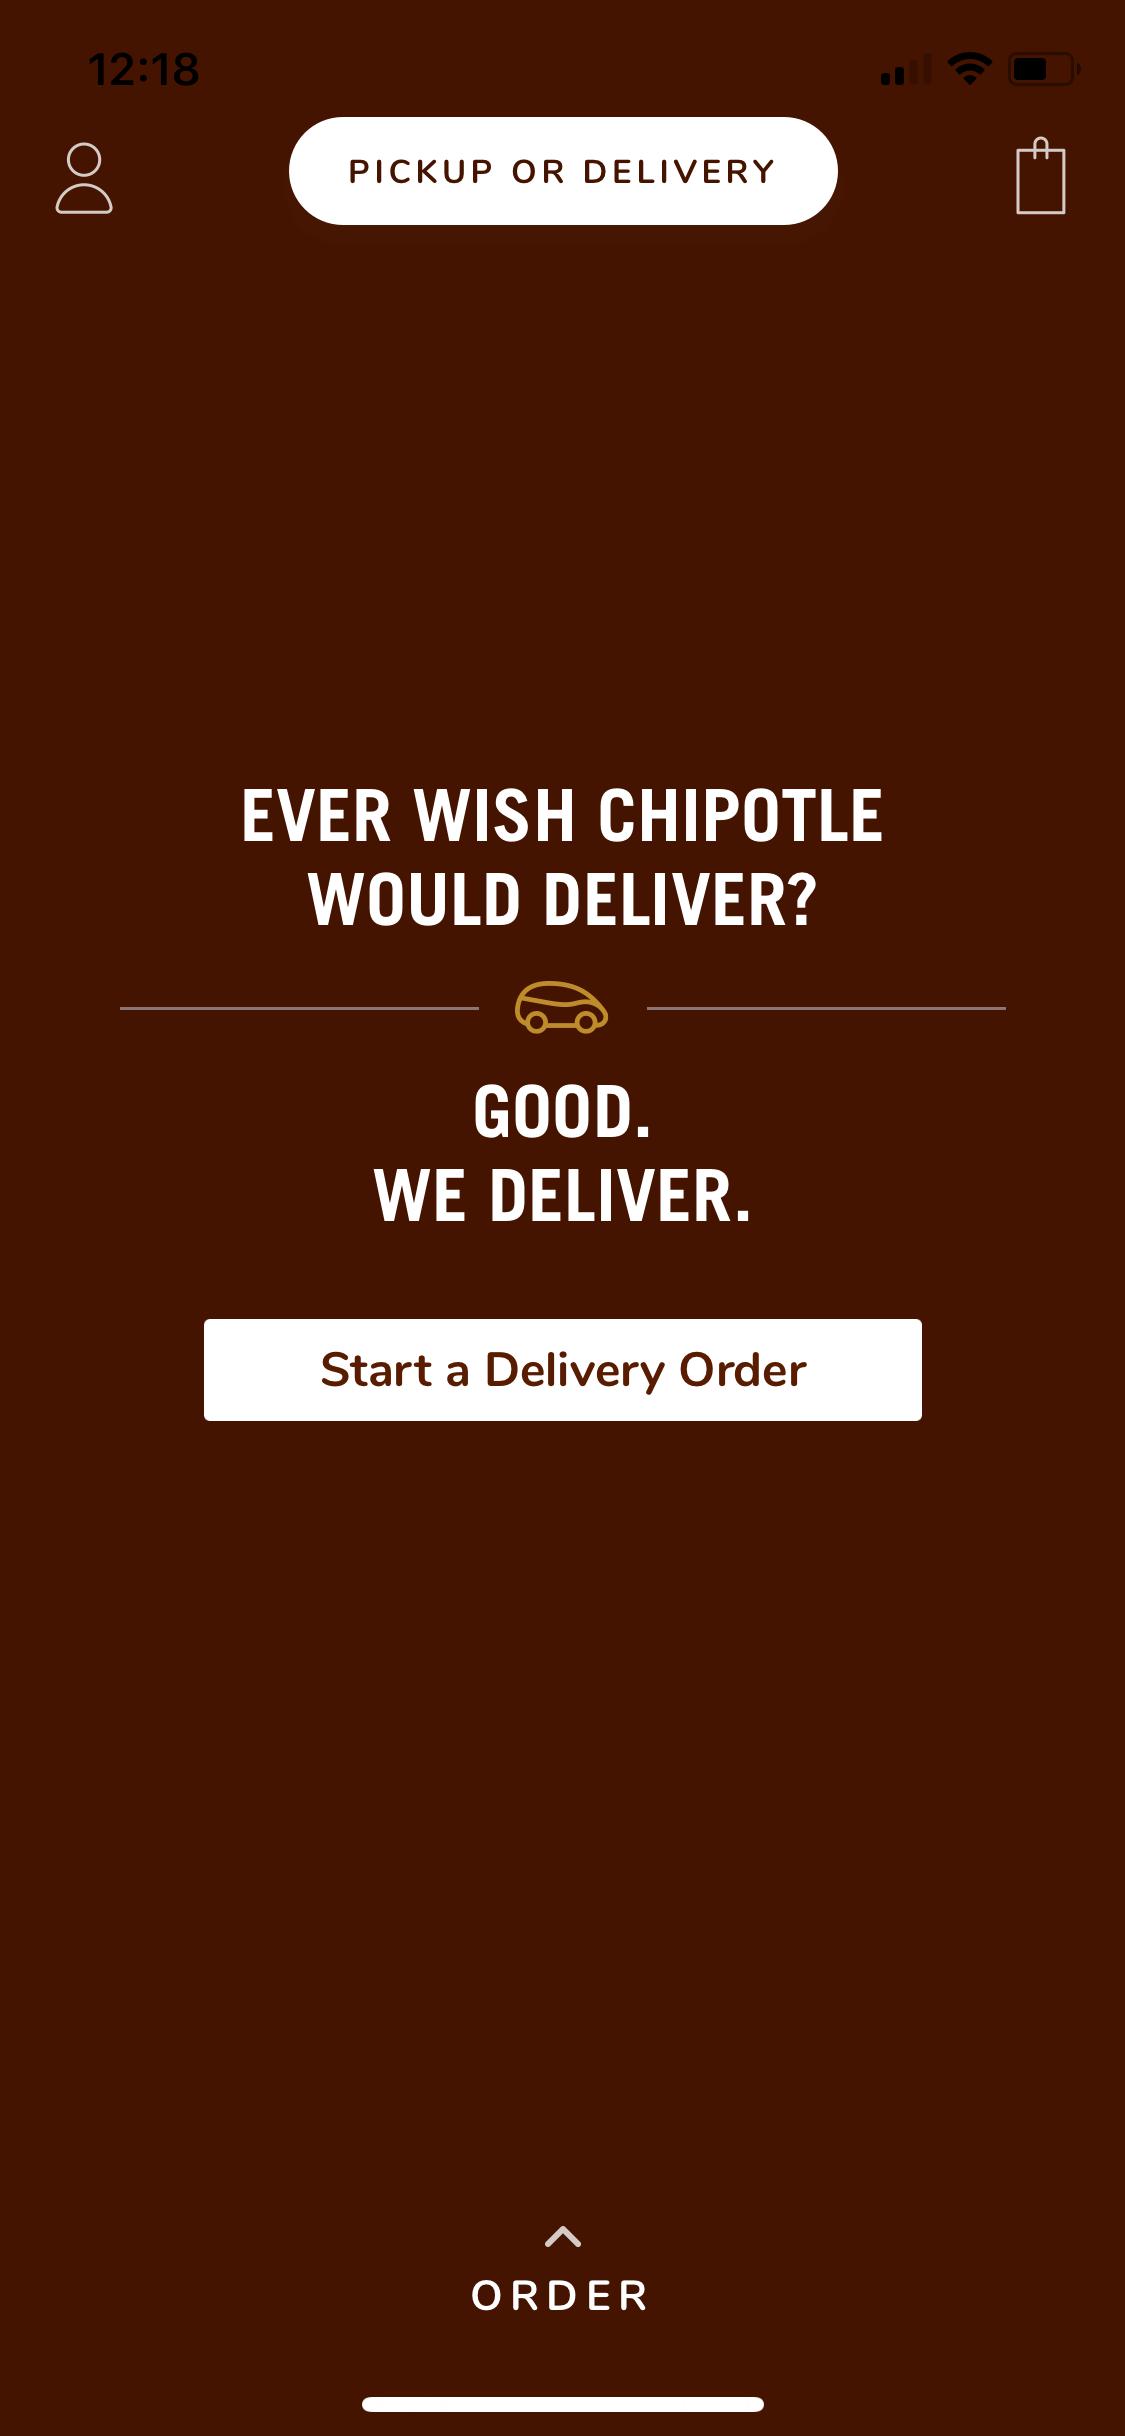 12:18
PICKUP OR DELIVERY
EVER WISH CHIPOTLE
WOULD DELIVER?
GOOD.
WE DELIVER.
Start a Delivery Order
ORDER